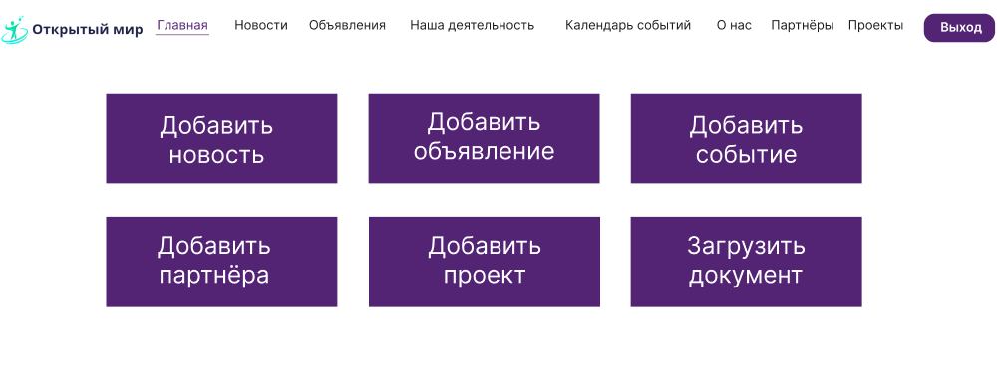 Открытый мир Главная Новости Объявления Наша деятельность Календарь событий О нас Партнёры Проекты Выход
Добавить
новость
Добавить
объявление
Добавить
событие
Добавить
партнёра
Добавить
проект
Загрузить
документ